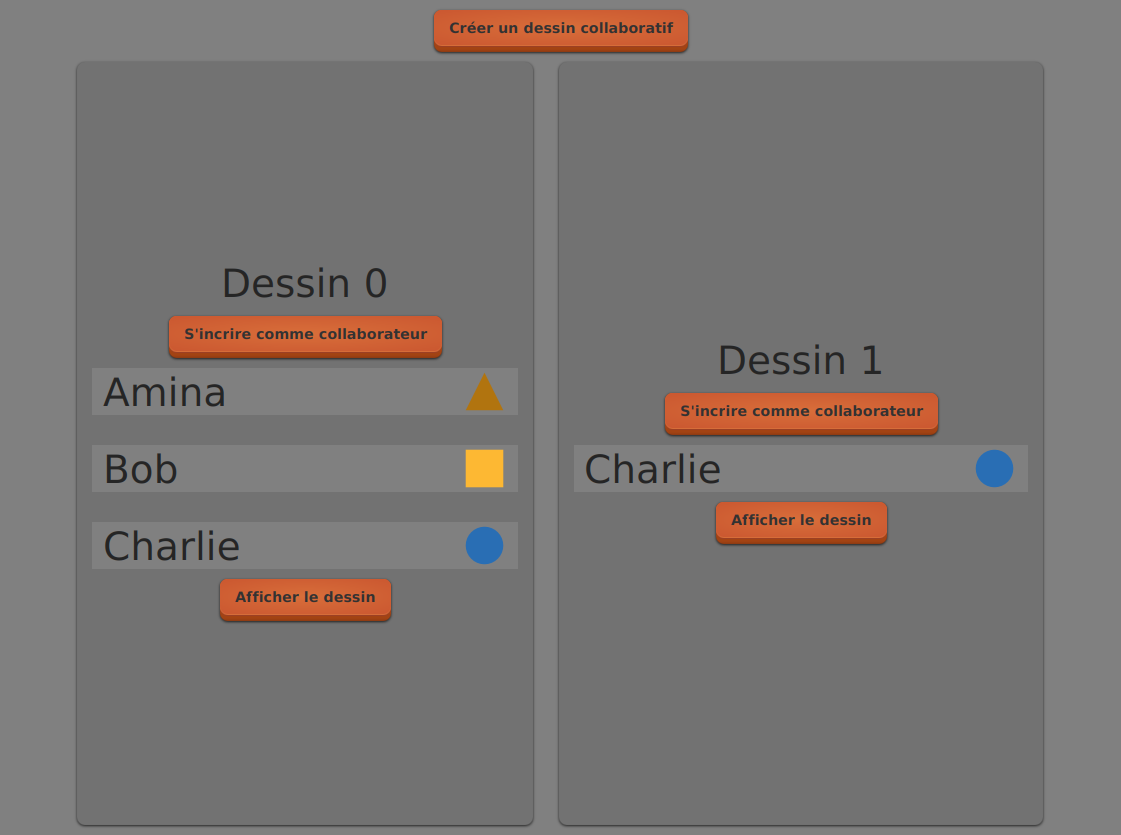 Créer un dessin collaboratif
Dessin 0
S'incrire comme collaborateur
Amina
Bob
Charlie
Afficher le dessin
Dessin 1
S'incrire comme collaborateur
Charlie
Afficher le dessin